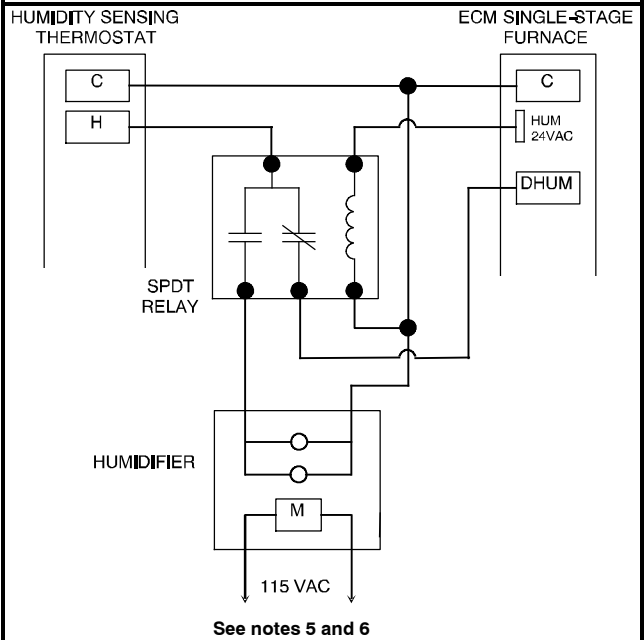 HUMIDITY SENSING
THERMOSTAT
ECM SINGLE-STAGE
FURNACE
C
C
H
HUM
24VAC
DHUM
SPDT
RELAY
HUMIDIFIER
M
115 VAC
See notes 5 and 6